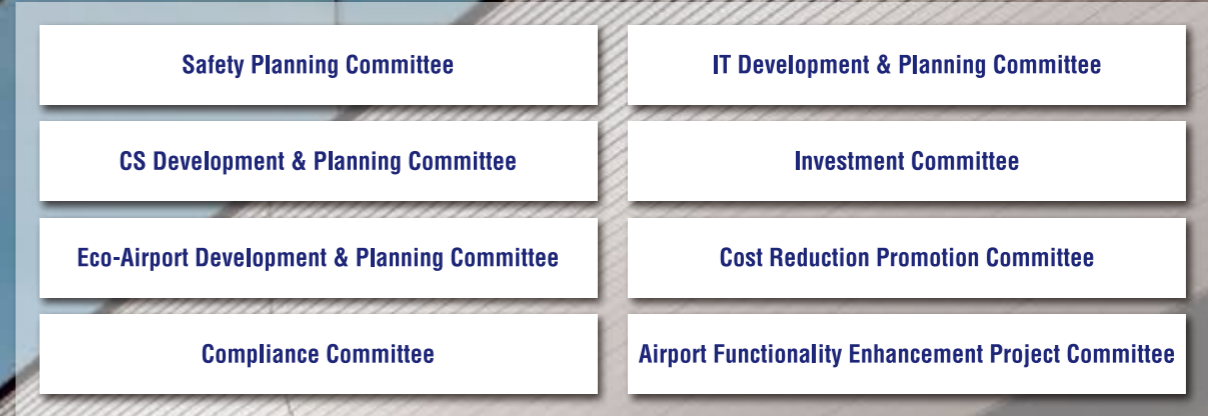 Safety Planning Committee
IT Development & Planning Committee
CS Development & Planning Committee
Investment Committee
Eco-Airport Development & Planning Committee
Cost Reduction Promotion Committee
Compliance Committee
Airport Functionality Enhancement Project Committee